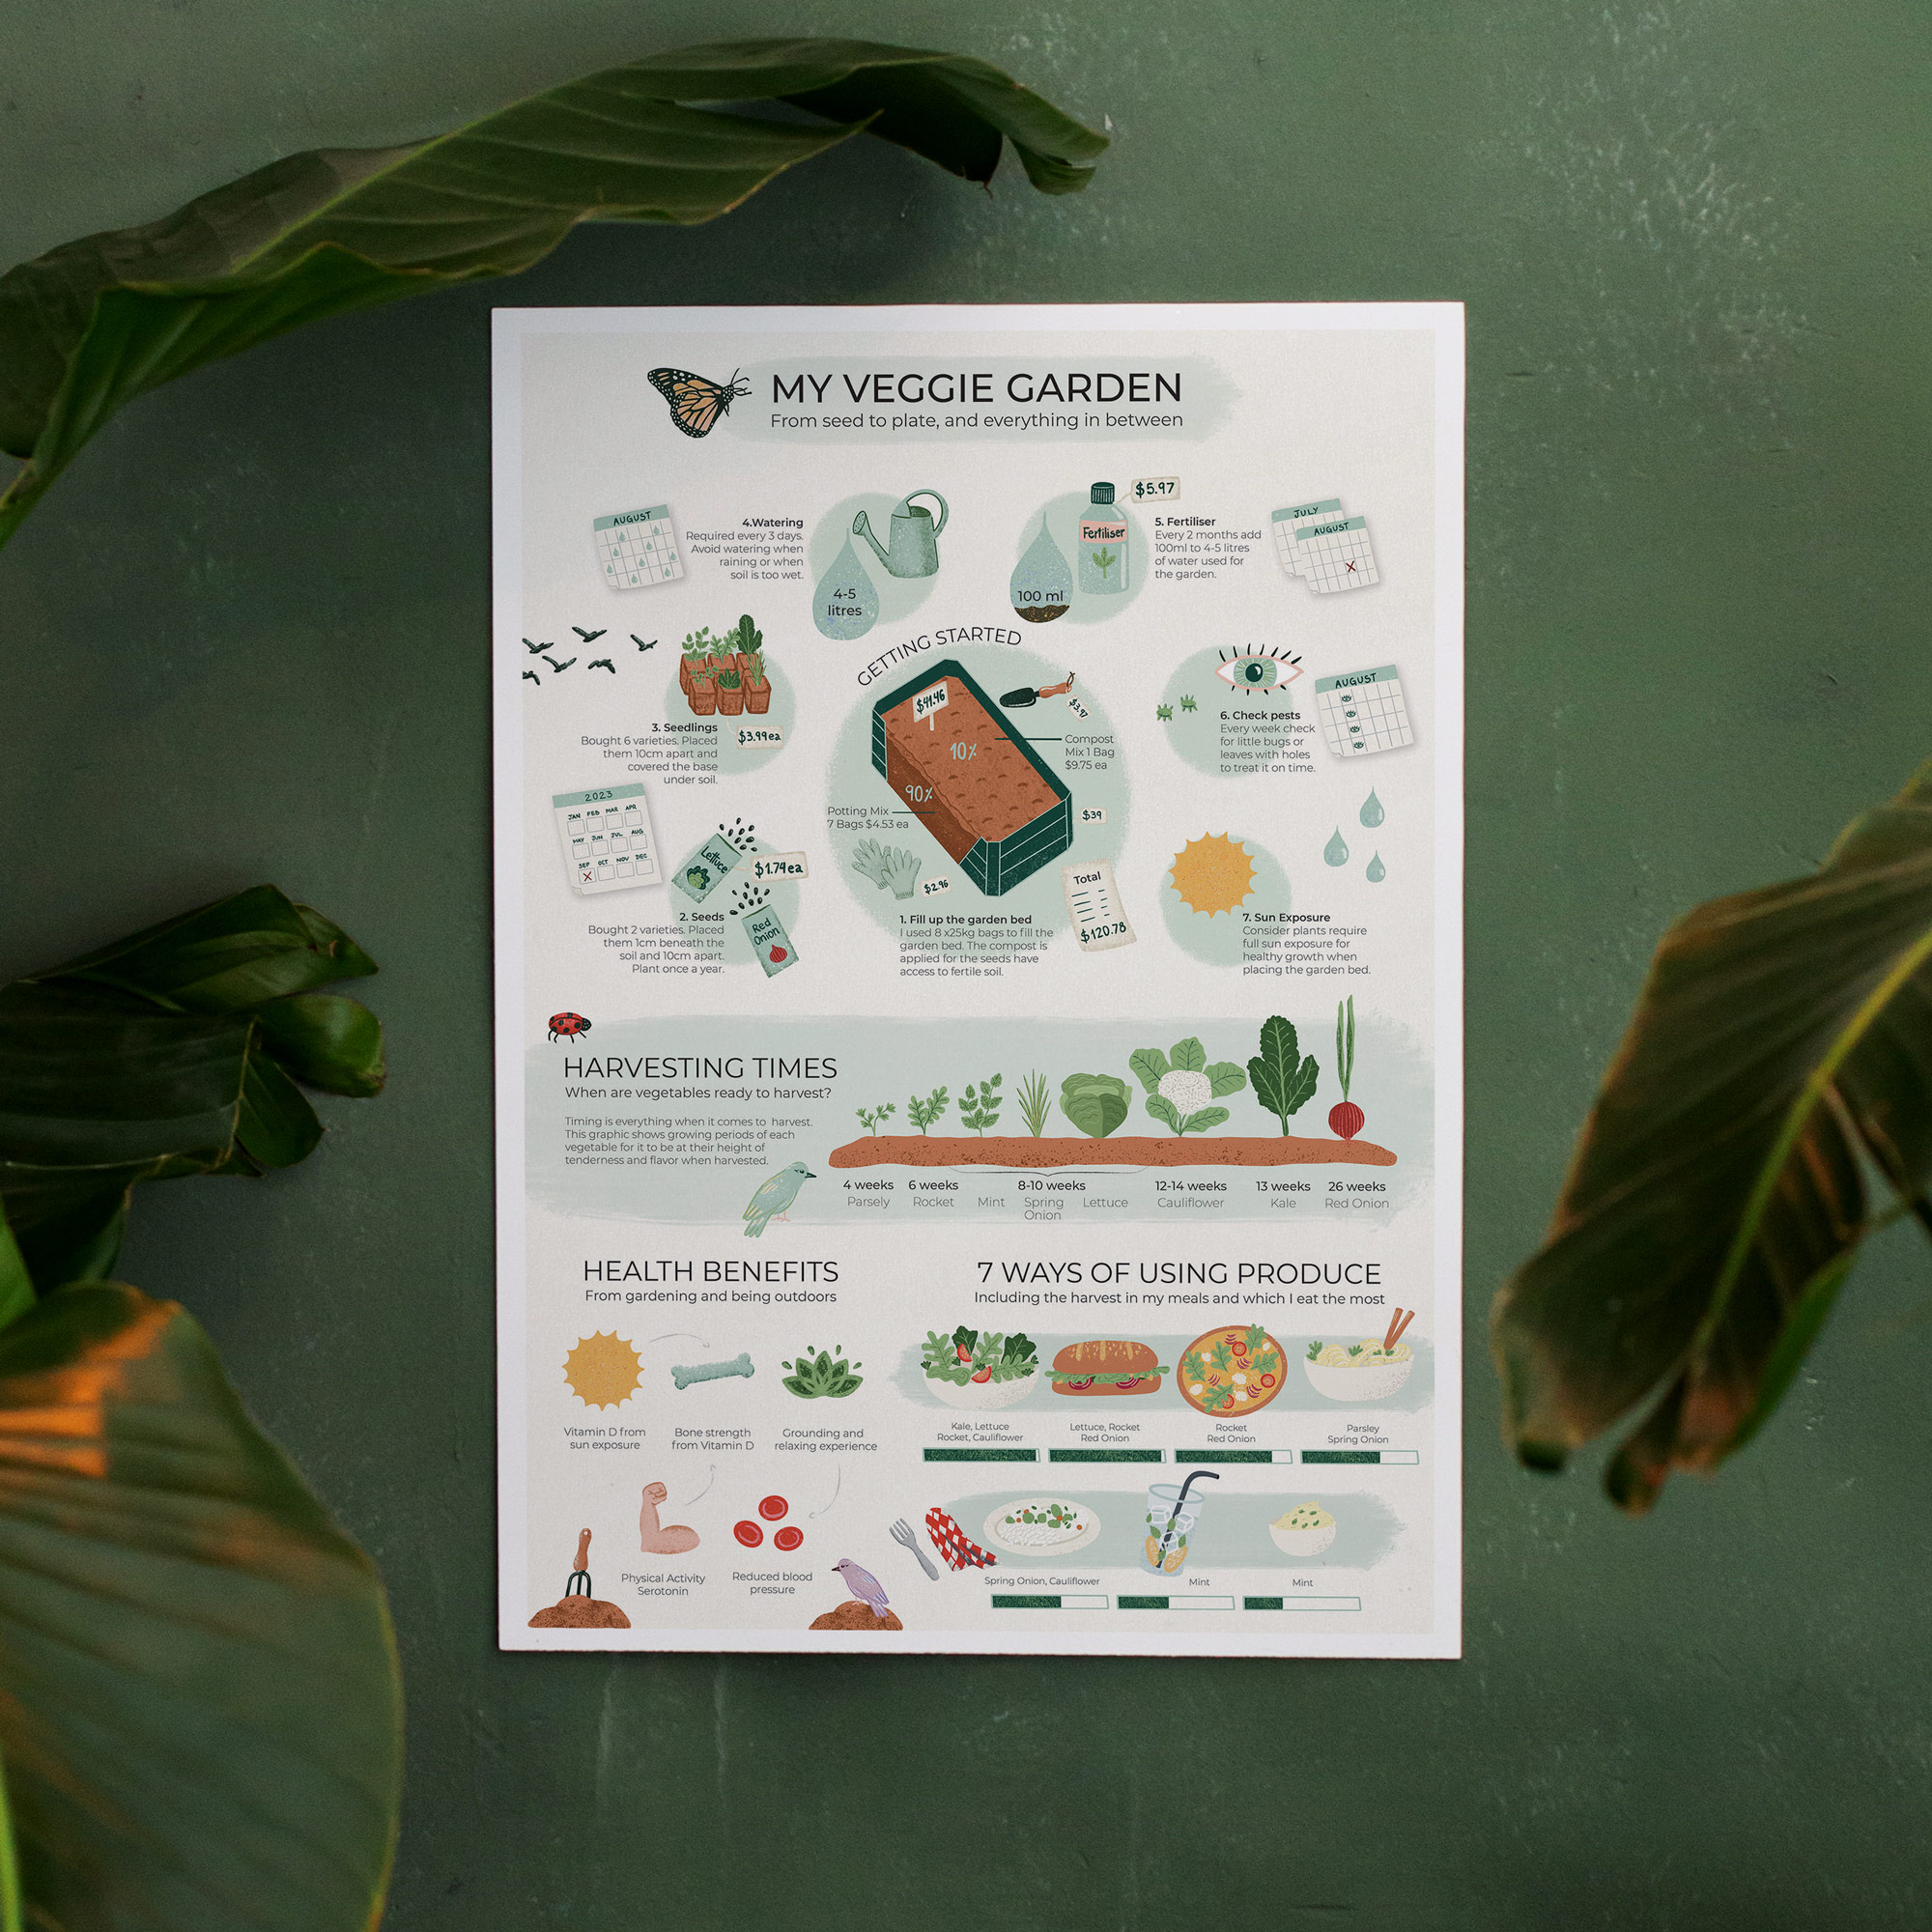 MY VEGGIE GARDEN
From seed to plate, and everything in between
AUGUST
4.Watering
Required every 3 days.
Avoid watering when
raining or when
soil is too wet.
4-5
litres
100 ml
Fertiliser
$5.97
5. Fertiliser
Every 2 months add
100ml to 4-5 litres
of water used for
the garden.
JULY
AUGUST
3. Seedlings
Bought 6 varieties. Placed
them 10cm apart and
covered the base
under soil.
$3.99ea
GETTING STARTED
$41.46
10%
90%
$3.97
Compost
Mix 1 Bag
$9.75 ea
Potting Mix
7 Bags $4.53 ea
$39
$2.96
Total
$120.78
1. Fill up the garden bed
I used 8 x25kg bags to fill the
garden bed. The compost is
applied for the seeds have
access to fertile soil.
6. Check pests
Every week check
for little bugs or
leaves with holes
to treat it on time.
AUGUST
2023
JAN FEB MAR APR
MAY JUN JUL AUG
SEP OCT NOV DEC
Lettuce
$1.79ea
Red
Onion
2. Seeds
Bought 2 varieties. Placed
them 1cm beneath the
soil and 10cm apart.
Plant once a year.
7. Sun Exposure
Consider plants require
full sun exposure for
healthy growth when
placing the garden bed.
HARVESTING TIMES
When are vegetables ready to harvest?
Timing is everything when it comes to harvest.
This graphic shows growing periods of each
vegetable for it to be at their height of
tenderness and flavor when harvested.
4 weeks
Parsely
6 weeks
Rocket
8-10 weeks
Mint
Spring
Onion
Lettuce
12-14 weeks
Cauliflower
13 weeks
Kale
26 weeks
Red Onion
HEALTH BENEFITS
From gardening and being outdoors
Vitamin D from
sun exposure
Bone strength
from Vitamin D
Grounding and
relaxing experience
Physical Activity
Serotonin
Reduced blood
pressure
7 WAYS OF USING PRODUCE
Including the harvest in my meals and which I eat the most
Kale, Lettuce
Rocket, Cauliflower
Lettuce, Rocket
Red Onion
Rocket
Red Onion
Parsley
Spring Onion
Spring Onion, Cauliflower
Mint
Mint